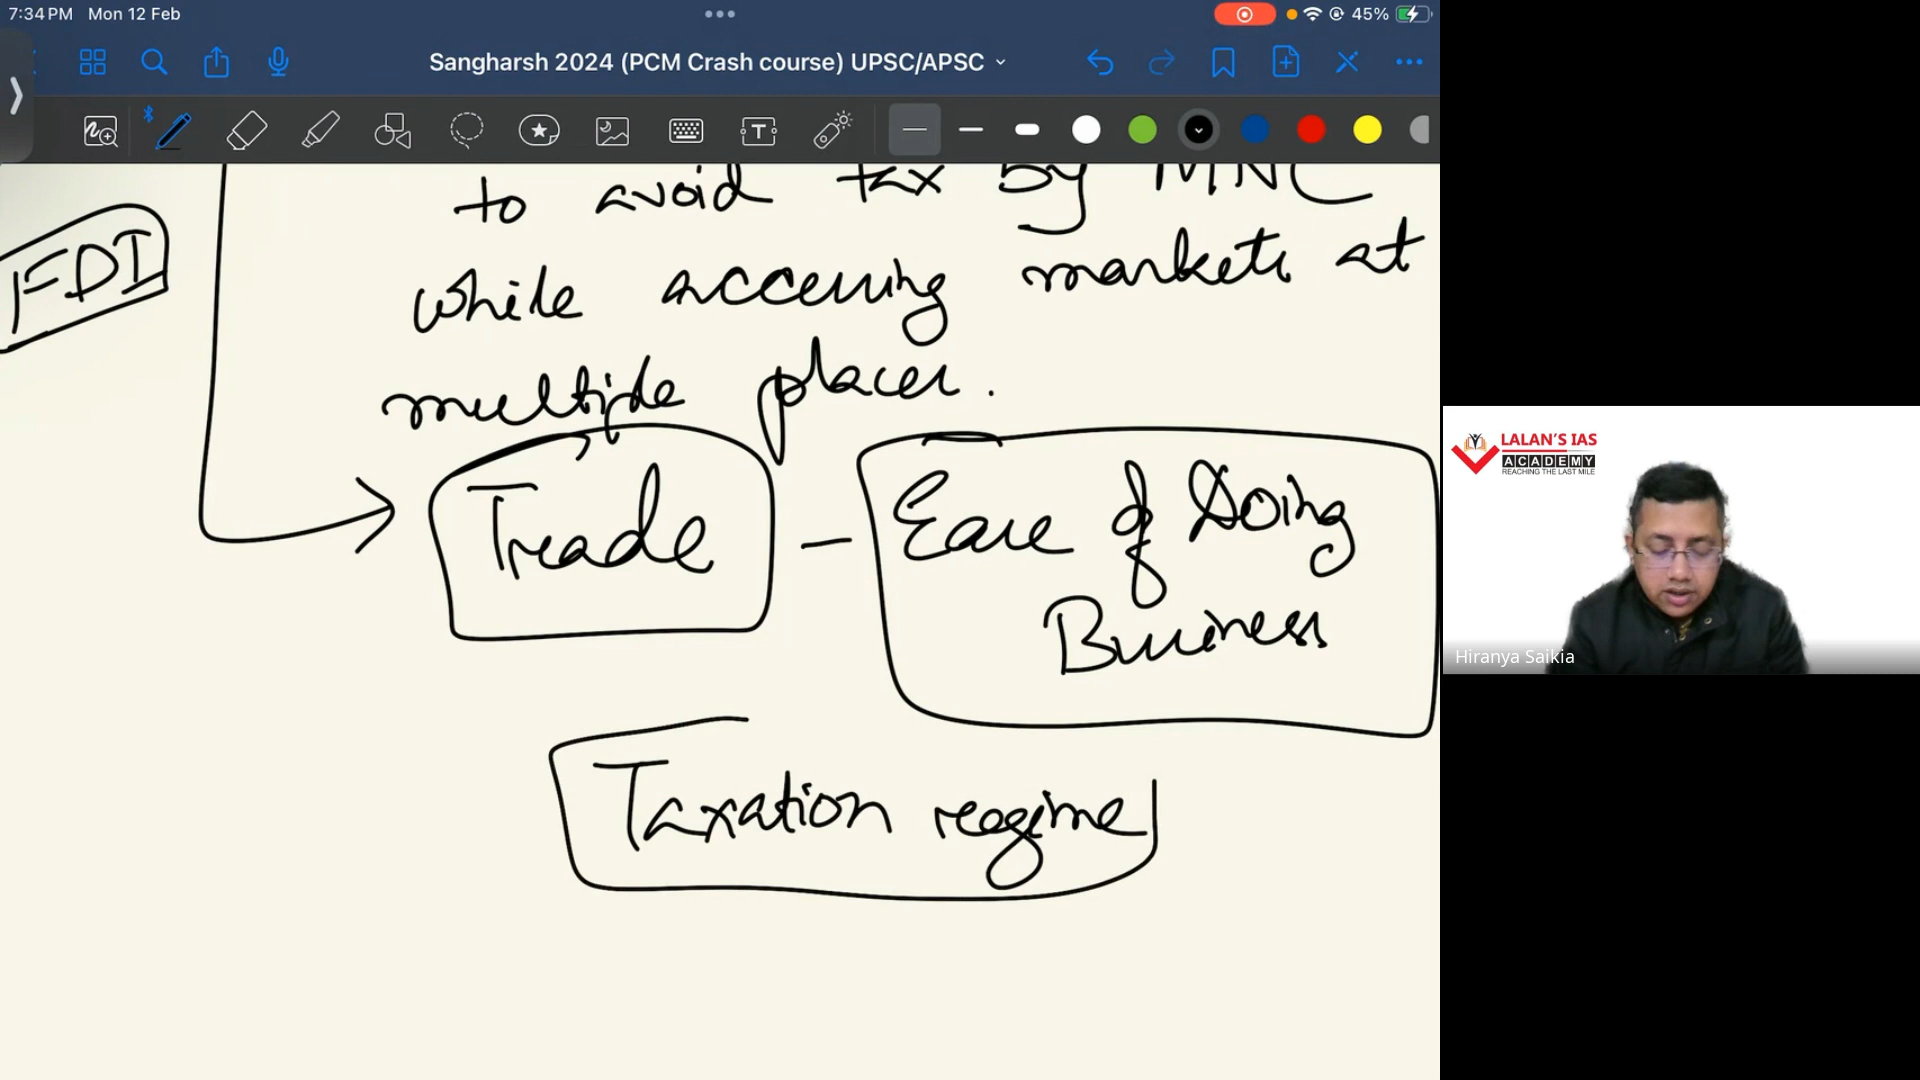 7:34 PM Mon 12 Feb
45%
Sangharsh 2024 (PCM Crash course) UPSC/APSC
to avoid tax by MNC
while accessing markets at
FDI
multiple places.
Trade - Ease of Doing
Business
Taxation regime
LALAN'S IAS
ACADEMY
REACHING THE LAST MILE
Hiranya Saikia